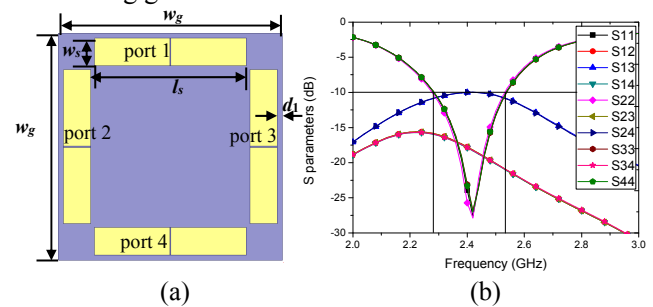 w_g
w_s
port 1
l_s
d_1
w_g
port 2
port 3
port 4
(a)
S parameters (dB)
0
-5
-10
-15
-20
-25
-30
2.0
2.2
2.4
2.6
2.8
3.0
Frequency (GHz)
S11
S12
S13
S14
S22
S23
S24
S33
S34
S44
(b)